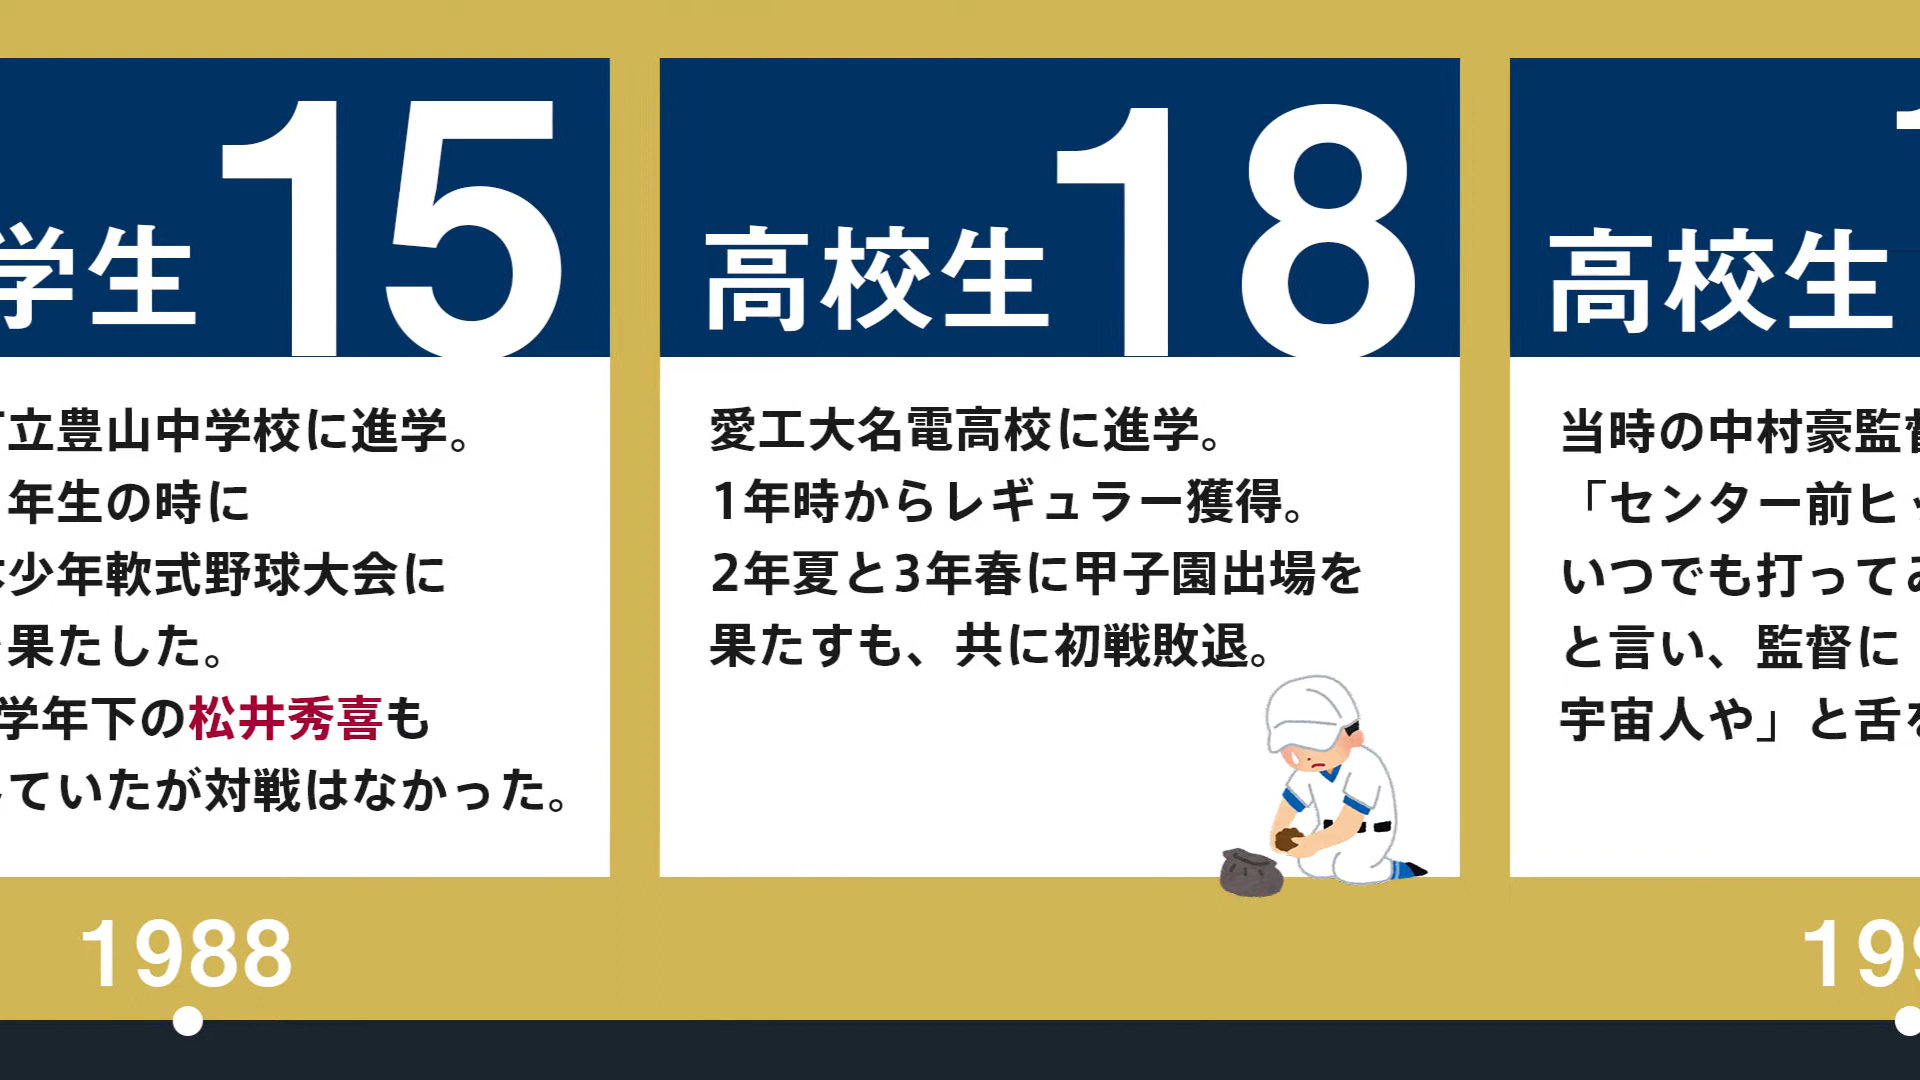 学生 15
立豊山中学校に進学。
年生の時に
少年軟式野球大会に
果たした。
学年下の松井秀喜も
ていたが対戦はなかった。
高校生 18
愛工大名電高校に進学。
1年時からレギュラー獲得。
2年夏と3年春に甲子園出場を
果たすも、共に初戦敗退。
高校生 1
当時の中村豪監督
「センター前ヒッ
いつでも打ってみ
と言い、監督に「
宇宙人や」と舌を
1988
199